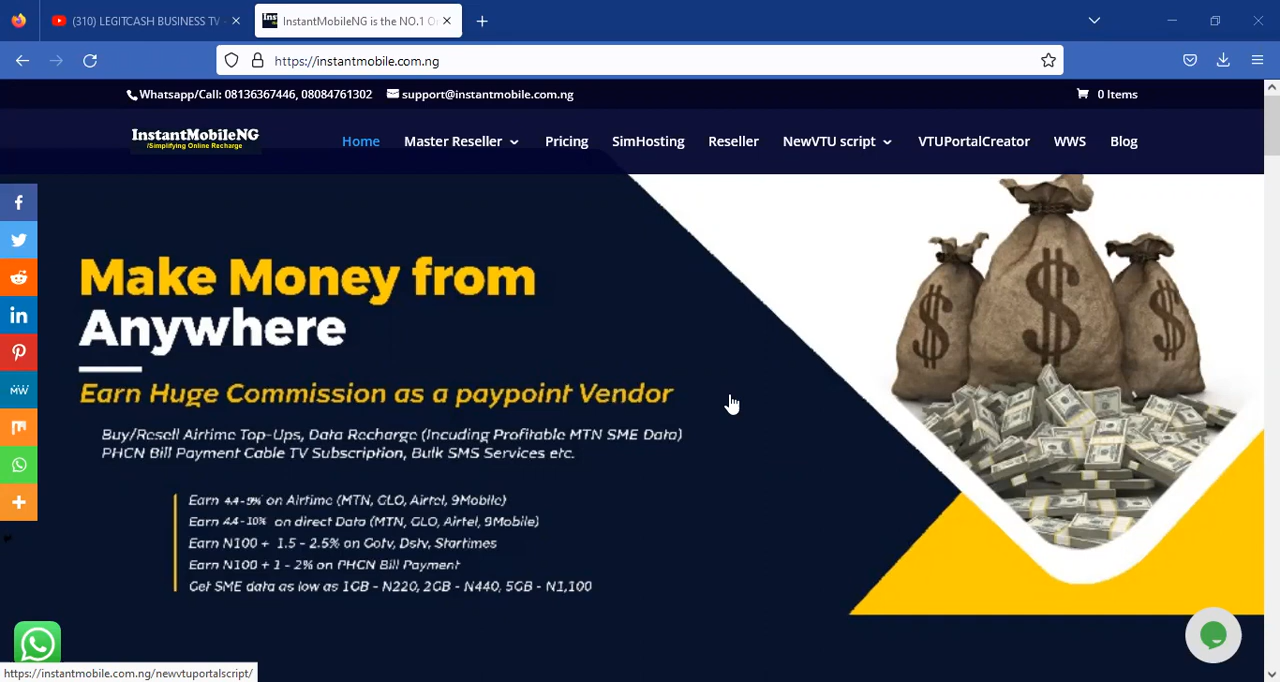 (310) LEGITCASH BUSINESS TV
InstantMobileNG is the NO.1 O
https://instantmobile.com.ng
Whatsapp/Call: 08136367446, 08084761302
support@instantmobile.com.ng
0 Items
InstantMobileNG
/Simplifying Online Recharge
Home
Master Reseller
Pricing
SimHosting
Reseller
NewVTU script
VTUPortalCreator
WWS
Blog
Make Money from
Anywhere
Earn Huge Commission as a paypoint Vendor
Buy/Resell Airtime Top-Ups, Data Recharge (Incuding Profitable MTN SME Data)
PHCN Bill Payment Cable TV Subscription, Bulk SMS Services etc.
Earn 4.4-5% on Airtime (MTN, GLO, Airtel, 9Mobile)
Earn 4.4-10% on direct Data (MTN, GLO, Airtel, 9Mobile)
Earn N100 + 1.5 - 2.5% on Gotv, Dstv, Startimes
Earn N100 + 1 - 2% on PHCN Bill Payment
Get SME data as low as 1GB - N220, 2GB - N440, 5GB - N1,100
MW
https://instantmobile.com.ng/newvtuportalscript/